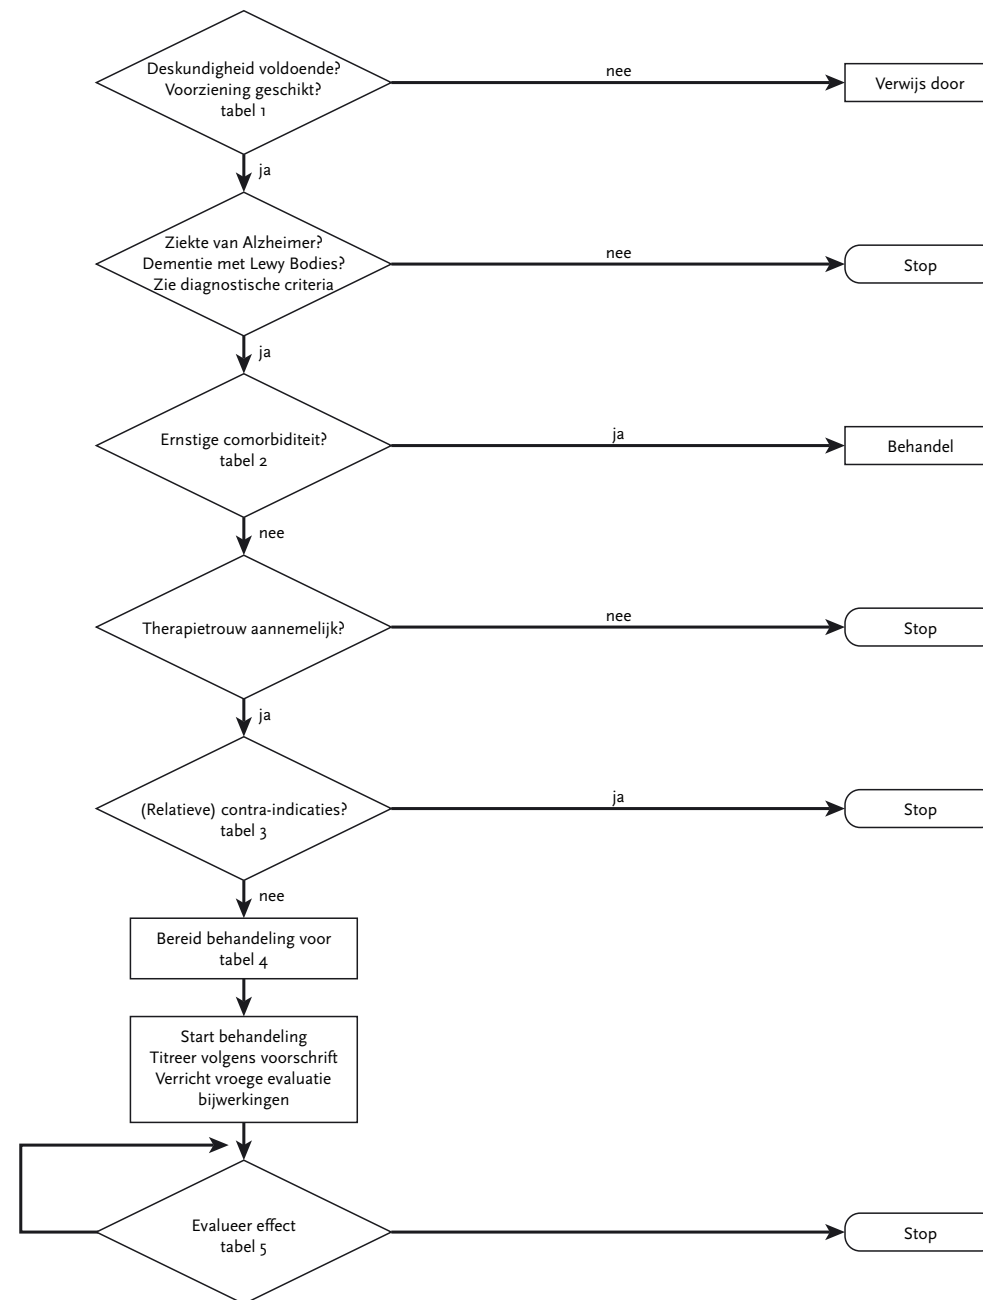 Deskundigheid voldoende?
Voorziening geschikt?
tabel 1
nee
Verwijs door
ja
Ziekte van Alzheimer?
Dementie met Lewy Bodies?
Zie diagnostische criteria
nee
Stop
ja
Ernstige comorbiditeit?
tabel 2
ja
Behandel
nee
Therapietrouw aannemelijk?
nee
Stop
ja
(Relatieve) contra-indicaties?
tabel 3
ja
Stop
nee
Bereid behandeling voor
tabel 4
Start behandeling
Titreer volgens voorschrift
Verricht vroege evaluatie
bijwerkingen
Evalueer effect
tabel 5
Stop